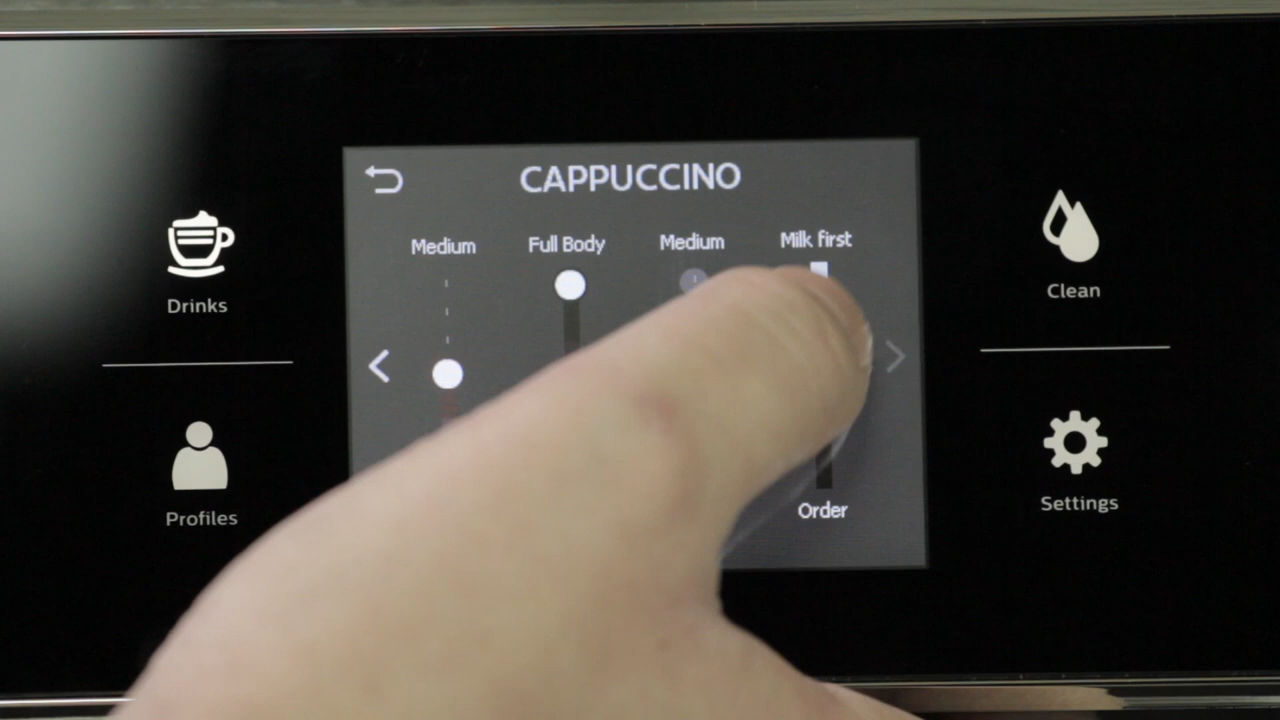 CAPPUCCINO
Medium Full Body Medium Milk first
Order
Drinks
Profiles
Clean
Settings